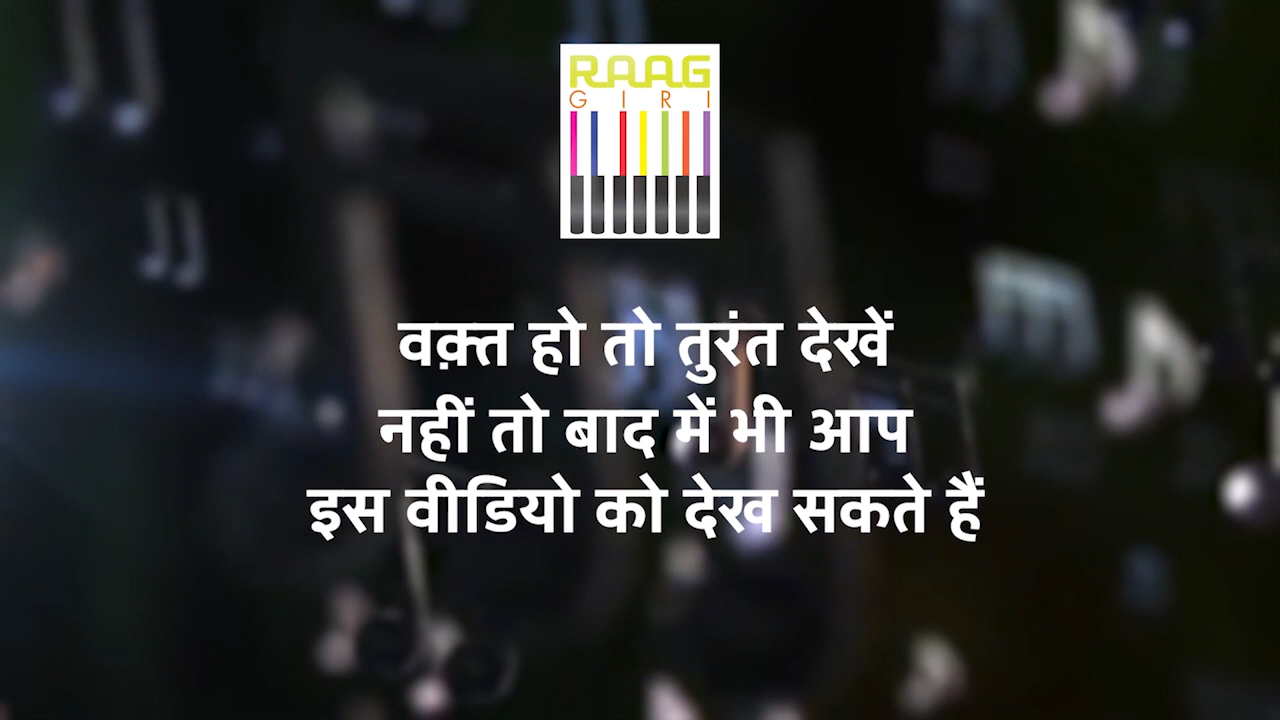 RAAG
GIRI
वक़्त हो तो तुरंत देखें
नहीं तो बाद में भी आप
इस वीडियो को देख सकते हैं